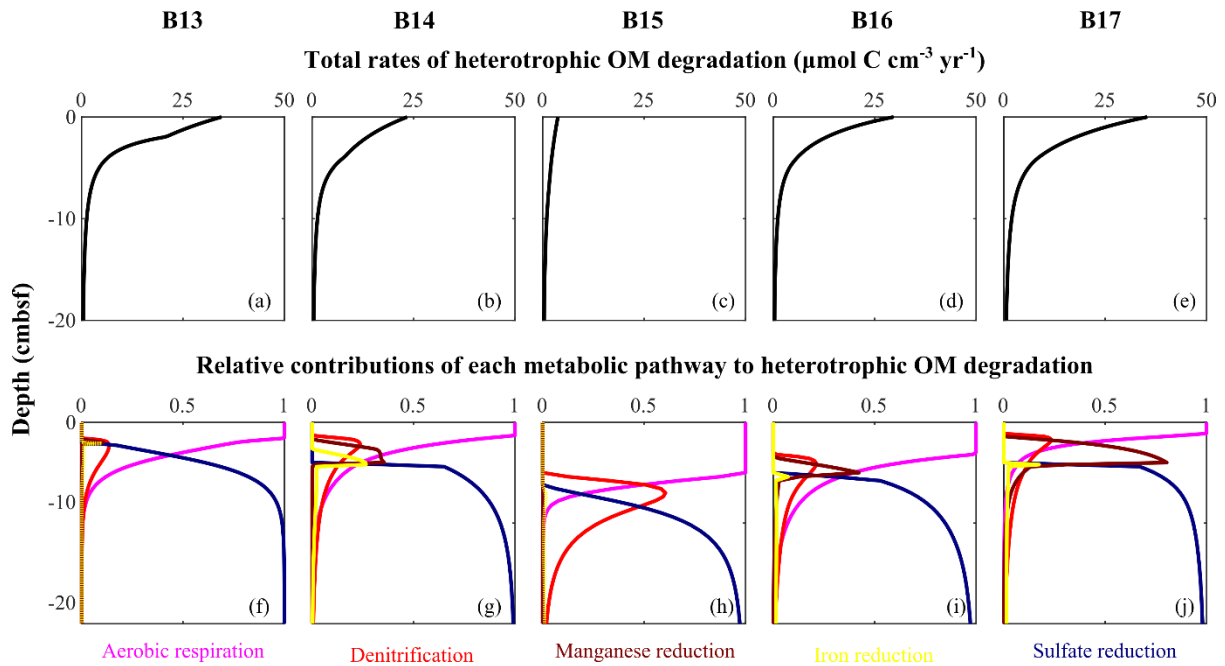 B13 B14 B15 B16 B17
Total rates of heterotrophic OM degradation (µmol C cm⁻³ yr⁻¹)
0 25 50 0 25 50 0 25 50 0 25 50 0 25 50
0
-10
-20
(a) (b) (c) (d) (e)
Depth (cmbsf)
Relative contributions of each metabolic pathway to heterotrophic OM degradation
0 0.5 1 0 0.5 1 0 0.5 1 0 0.5 1 0 0.5 1
0
-10
-20
(f) (g) (h) (i) (j)
Aerobic respiration Denitrification Manganese reduction Iron reduction Sulfate reduction